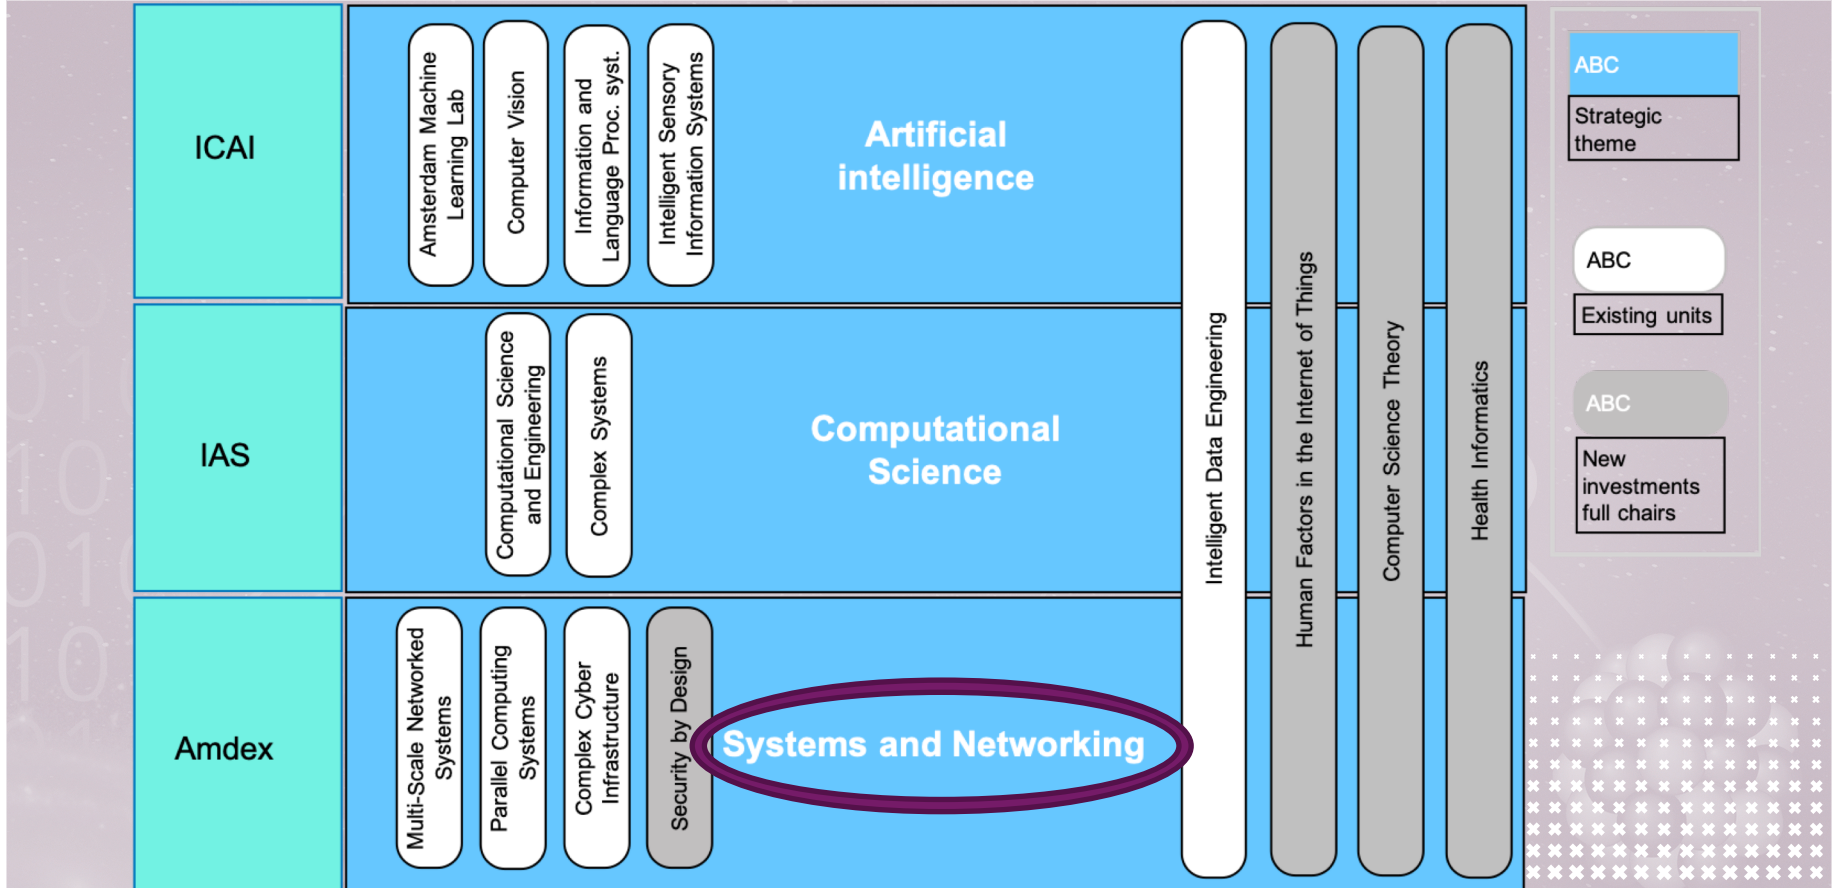 ICAI
Amsterdam Machine
Learning Lab
Computer Vision
Information and
Language Proc. syst.
Intelligent Sensory
Information Systems
Artificial
intelligence
IAS
Computational Science
and Engineering
Complex Systems
Computational
Science
Amdex
Multi-Scale Networked
Systems
Parallel Computing
Systems
Complex Cyber
Infrastructure
Security by Design
Systems and Networking
Intelligent Data Engineering
Human Factors in the Internet of Things
Computer Science Theory
Health Informatics
ABC
Strategic
theme
ABC
Existing units
ABC
New
investments
full chairs